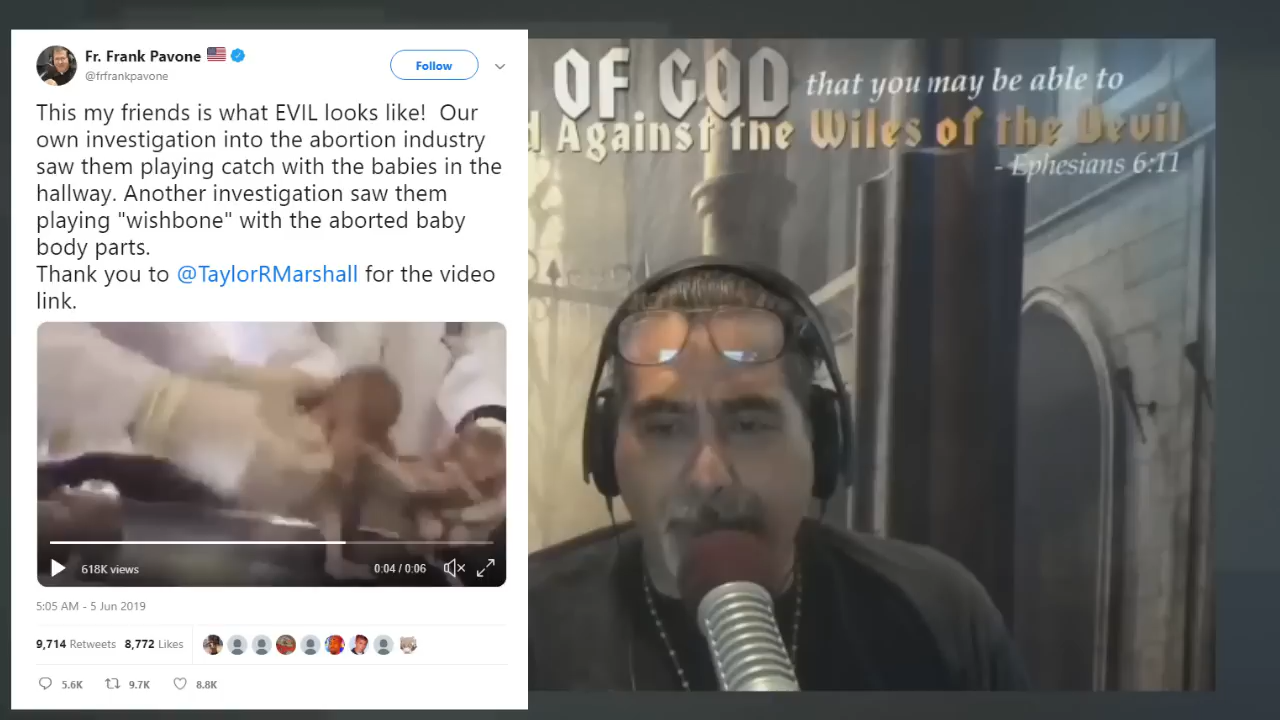 Fr. Frank Pavone
@frfrankpavone
Follow
This my friends is what EVIL looks like! Our
own investigation into the abortion industry
saw them playing catch with the babies in the
hallway. Another investigation saw them
playing "wishbone" with the aborted baby
body parts.
Thank you to @TaylorRMarshall for the video
link.
618K views
0:04 / 0:06
5:05 AM - 5 Jun 2019
9,714 Retweets 8,772 Likes
5.6K 9.7K 8.8K
OF GOD that you may be able to
d Against the Wiles of the Devil
- Ephesians 6:11